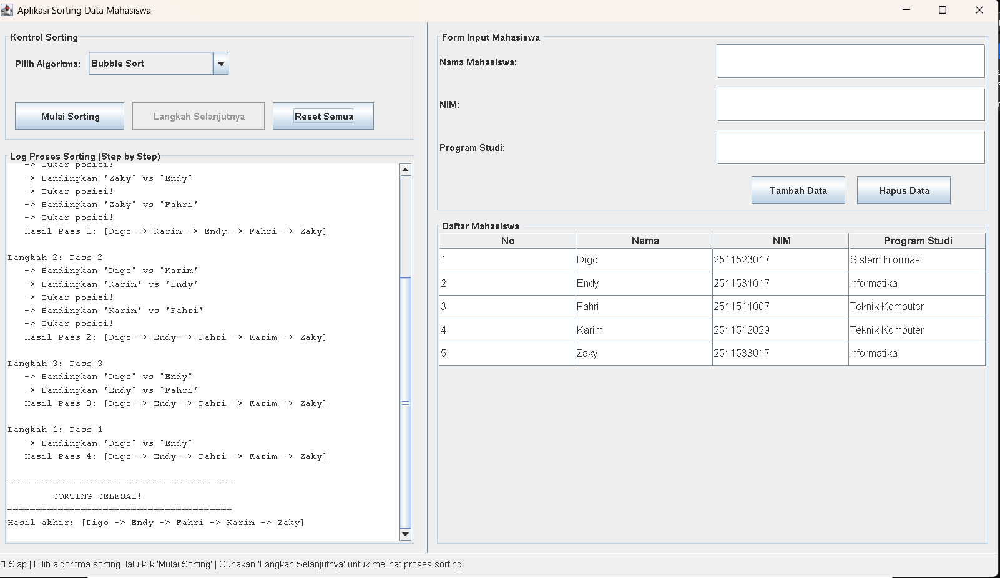 Aplikasi Sorting Data Mahasiswa
Kontrol Sorting
Pilih Algoritma: Bubble Sort
Mulai Sorting Langkah Selanjutnya Reset Semua
Log Proses Sorting (Step by Step)
-> Tukar posisi!
-> Bandingkan 'Zaky' vs 'Endy'
-> Tukar posisi!
-> Bandingkan 'Zaky' vs 'Fahri'
-> Tukar posisi!
Hasil Pass 1: [Digo -> Karim -> Endy -> Fahri -> Zaky]
Langkah 2: Pass 2
-> Bandingkan 'Digo' vs 'Karim'
-> Bandingkan 'Karim' vs 'Endy'
-> Tukar posisi!
-> Bandingkan 'Karim' vs 'Fahri'
-> Tukar posisi!
Hasil Pass 2: [Digo -> Endy -> Fahri -> Karim -> Zaky]
Langkah 3: Pass 3
-> Bandingkan 'Digo' vs 'Endy'
-> Bandingkan 'Endy' vs 'Fahri'
Hasil Pass 3: [Digo -> Endy -> Fahri -> Karim -> Zaky]
Langkah 4: Pass 4
-> Bandingkan 'Digo' vs 'Endy'
Hasil Pass 4: [Digo -> Endy -> Fahri -> Karim -> Zaky]
========================================
SORTING SELESAI!
========================================
Hasil akhir: [Digo -> Endy -> Fahri -> Karim -> Zaky]
Form Input Mahasiswa
Nama Mahasiswa:
NIM:
Program Studi:
Tambah Data Hapus Data
Daftar Mahasiswa
No Nama NIM Program Studi
1 Digo 2511523017 Sistem Informasi
2 Endy 2511531017 Informatika
3 Fahri 2511511007 Teknik Komputer
4 Karim 2511512029 Teknik Komputer
5 Zaky 2511533017 Informatika
Siap | Pilih algoritma sorting, lalu klik 'Mulai Sorting' | Gunakan 'Langkah Selanjutnya' untuk melihat proses sorting